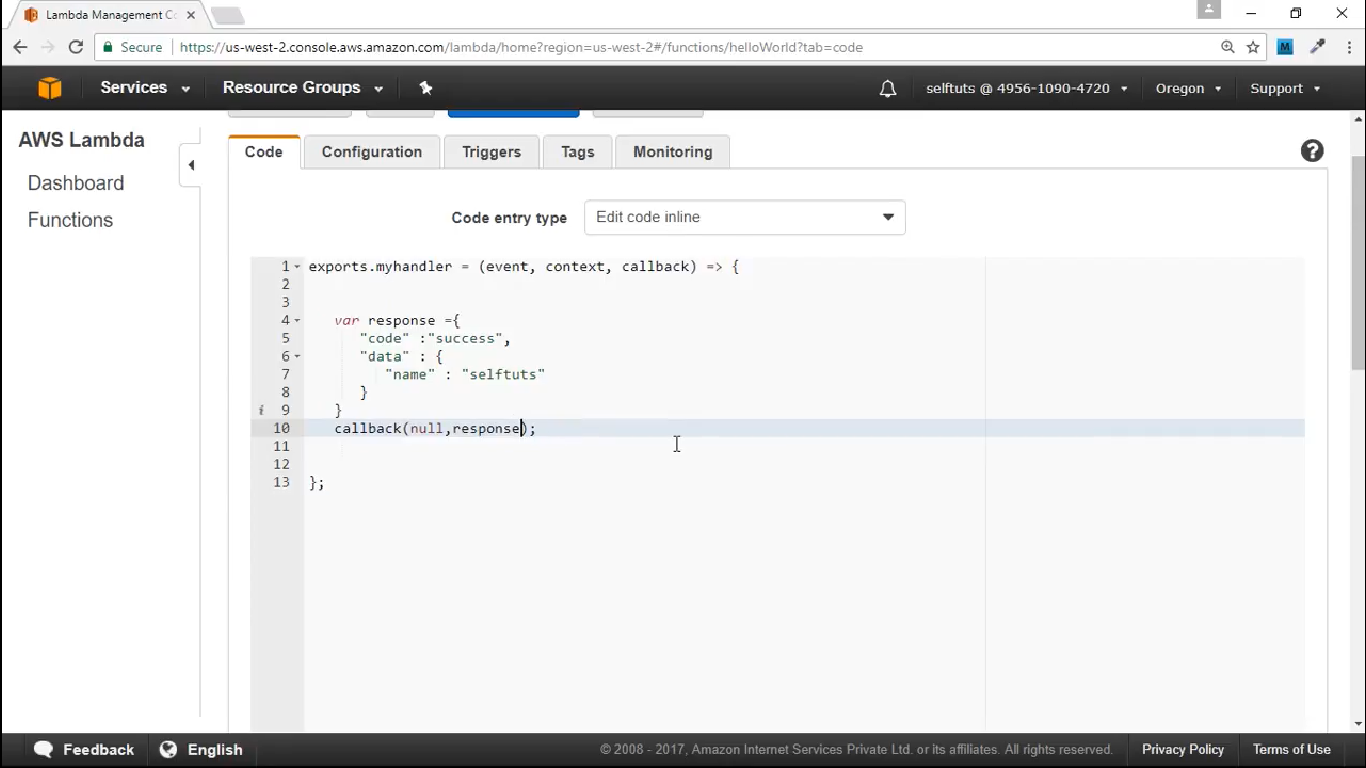 Lambda Management Co
Secure https://us-west-2.console.aws.amazon.com/lambda/home?region=us-west-2#/functions/helloWorld?tab=code
M
Services Resource Groups selftuts @ 4956-1090-4720 Oregon Support
AWS Lambda
Dashboard
Functions
Code Configuration Triggers Tags Monitoring ?
Code entry type Edit code inline
1 exports.myhandler = (event, context, callback) => {
2
3
4 var response ={
5 "code" :"success",
6 "data" : {
7 "name" : "selftuts"
8 }
i 9 }
10 callback(null,response);
11
12
13 };
Feedback English © 2008 - 2017, Amazon Internet Services Private Ltd. or its affiliates. All rights reserved. Privacy Policy Terms of Use